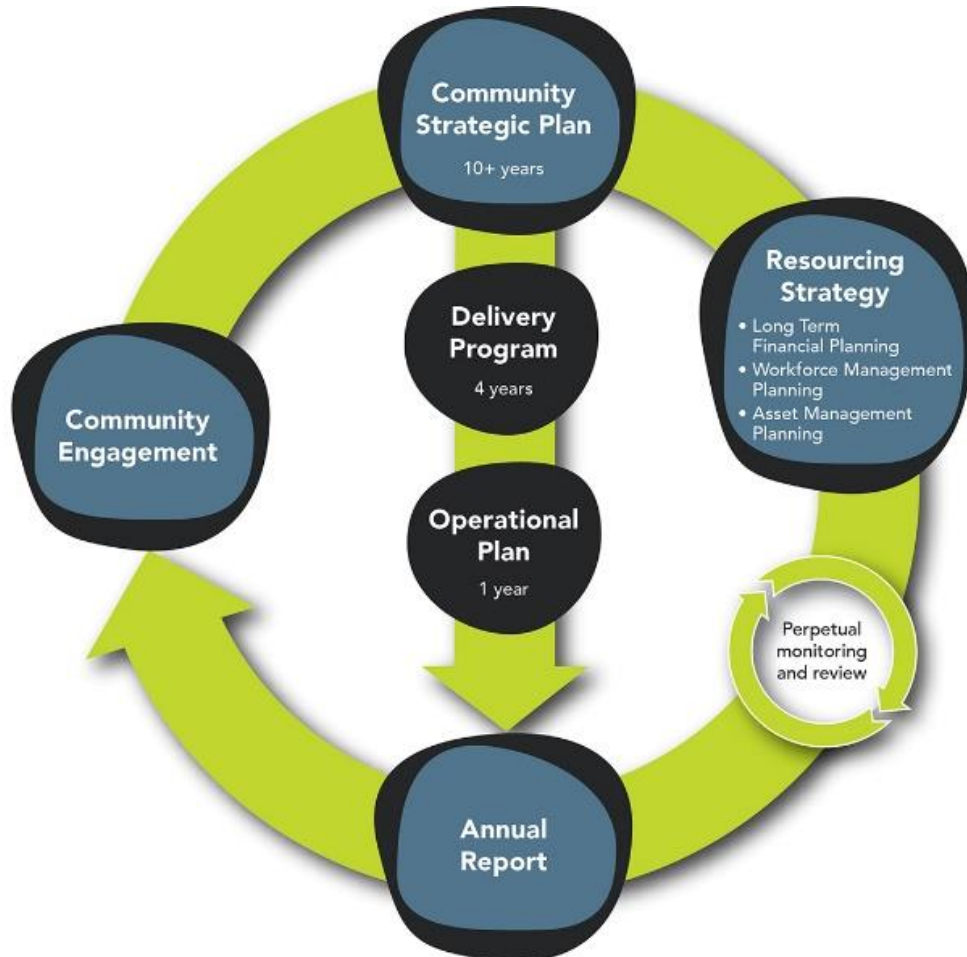 Community
Strategic Plan
10+ years
Resourcing
Strategy
• Long Term
Financial Planning
• Workforce Management
Planning
• Asset Management
Planning
Delivery
Program
4 years
Community
Engagement
Operational
Plan
1 year
Perpetual
monitoring
and review
Annual
Report